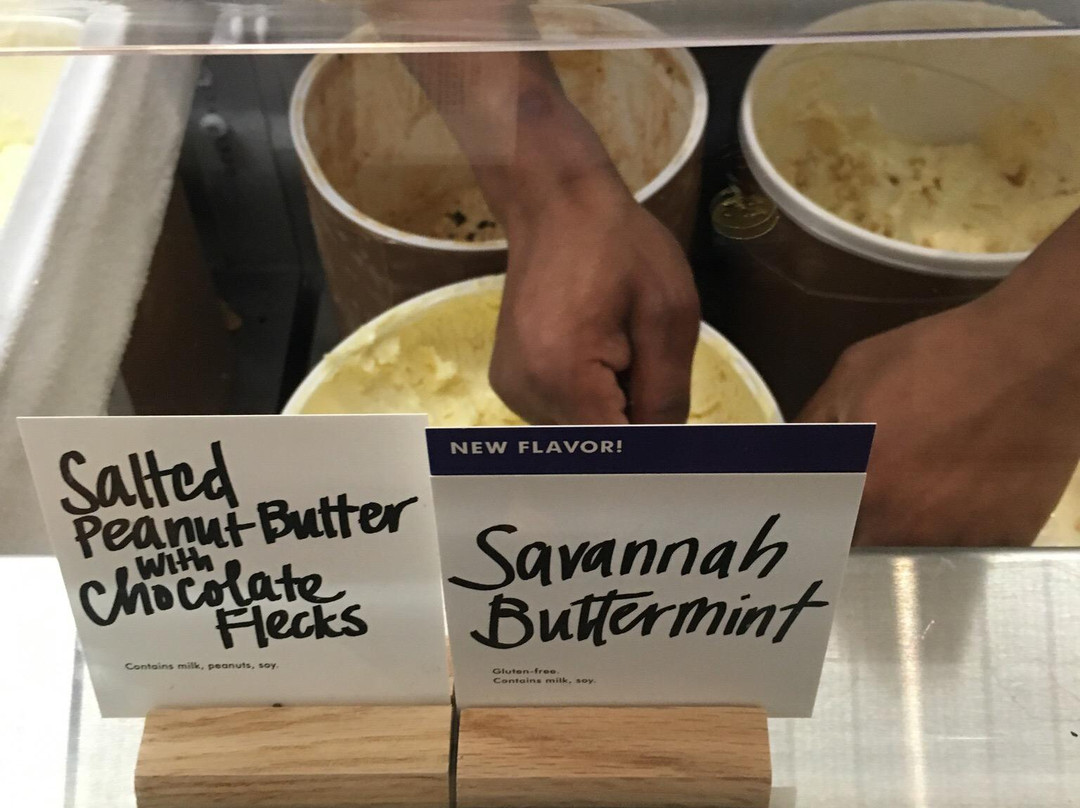 Salted
Peanut Butter
with
Chocolate
Flecks
Contains milk, peanuts, soy.
NEW FLAVOR!
Savannah
Buttermint
Gluten-free.
Contains milk, soy.